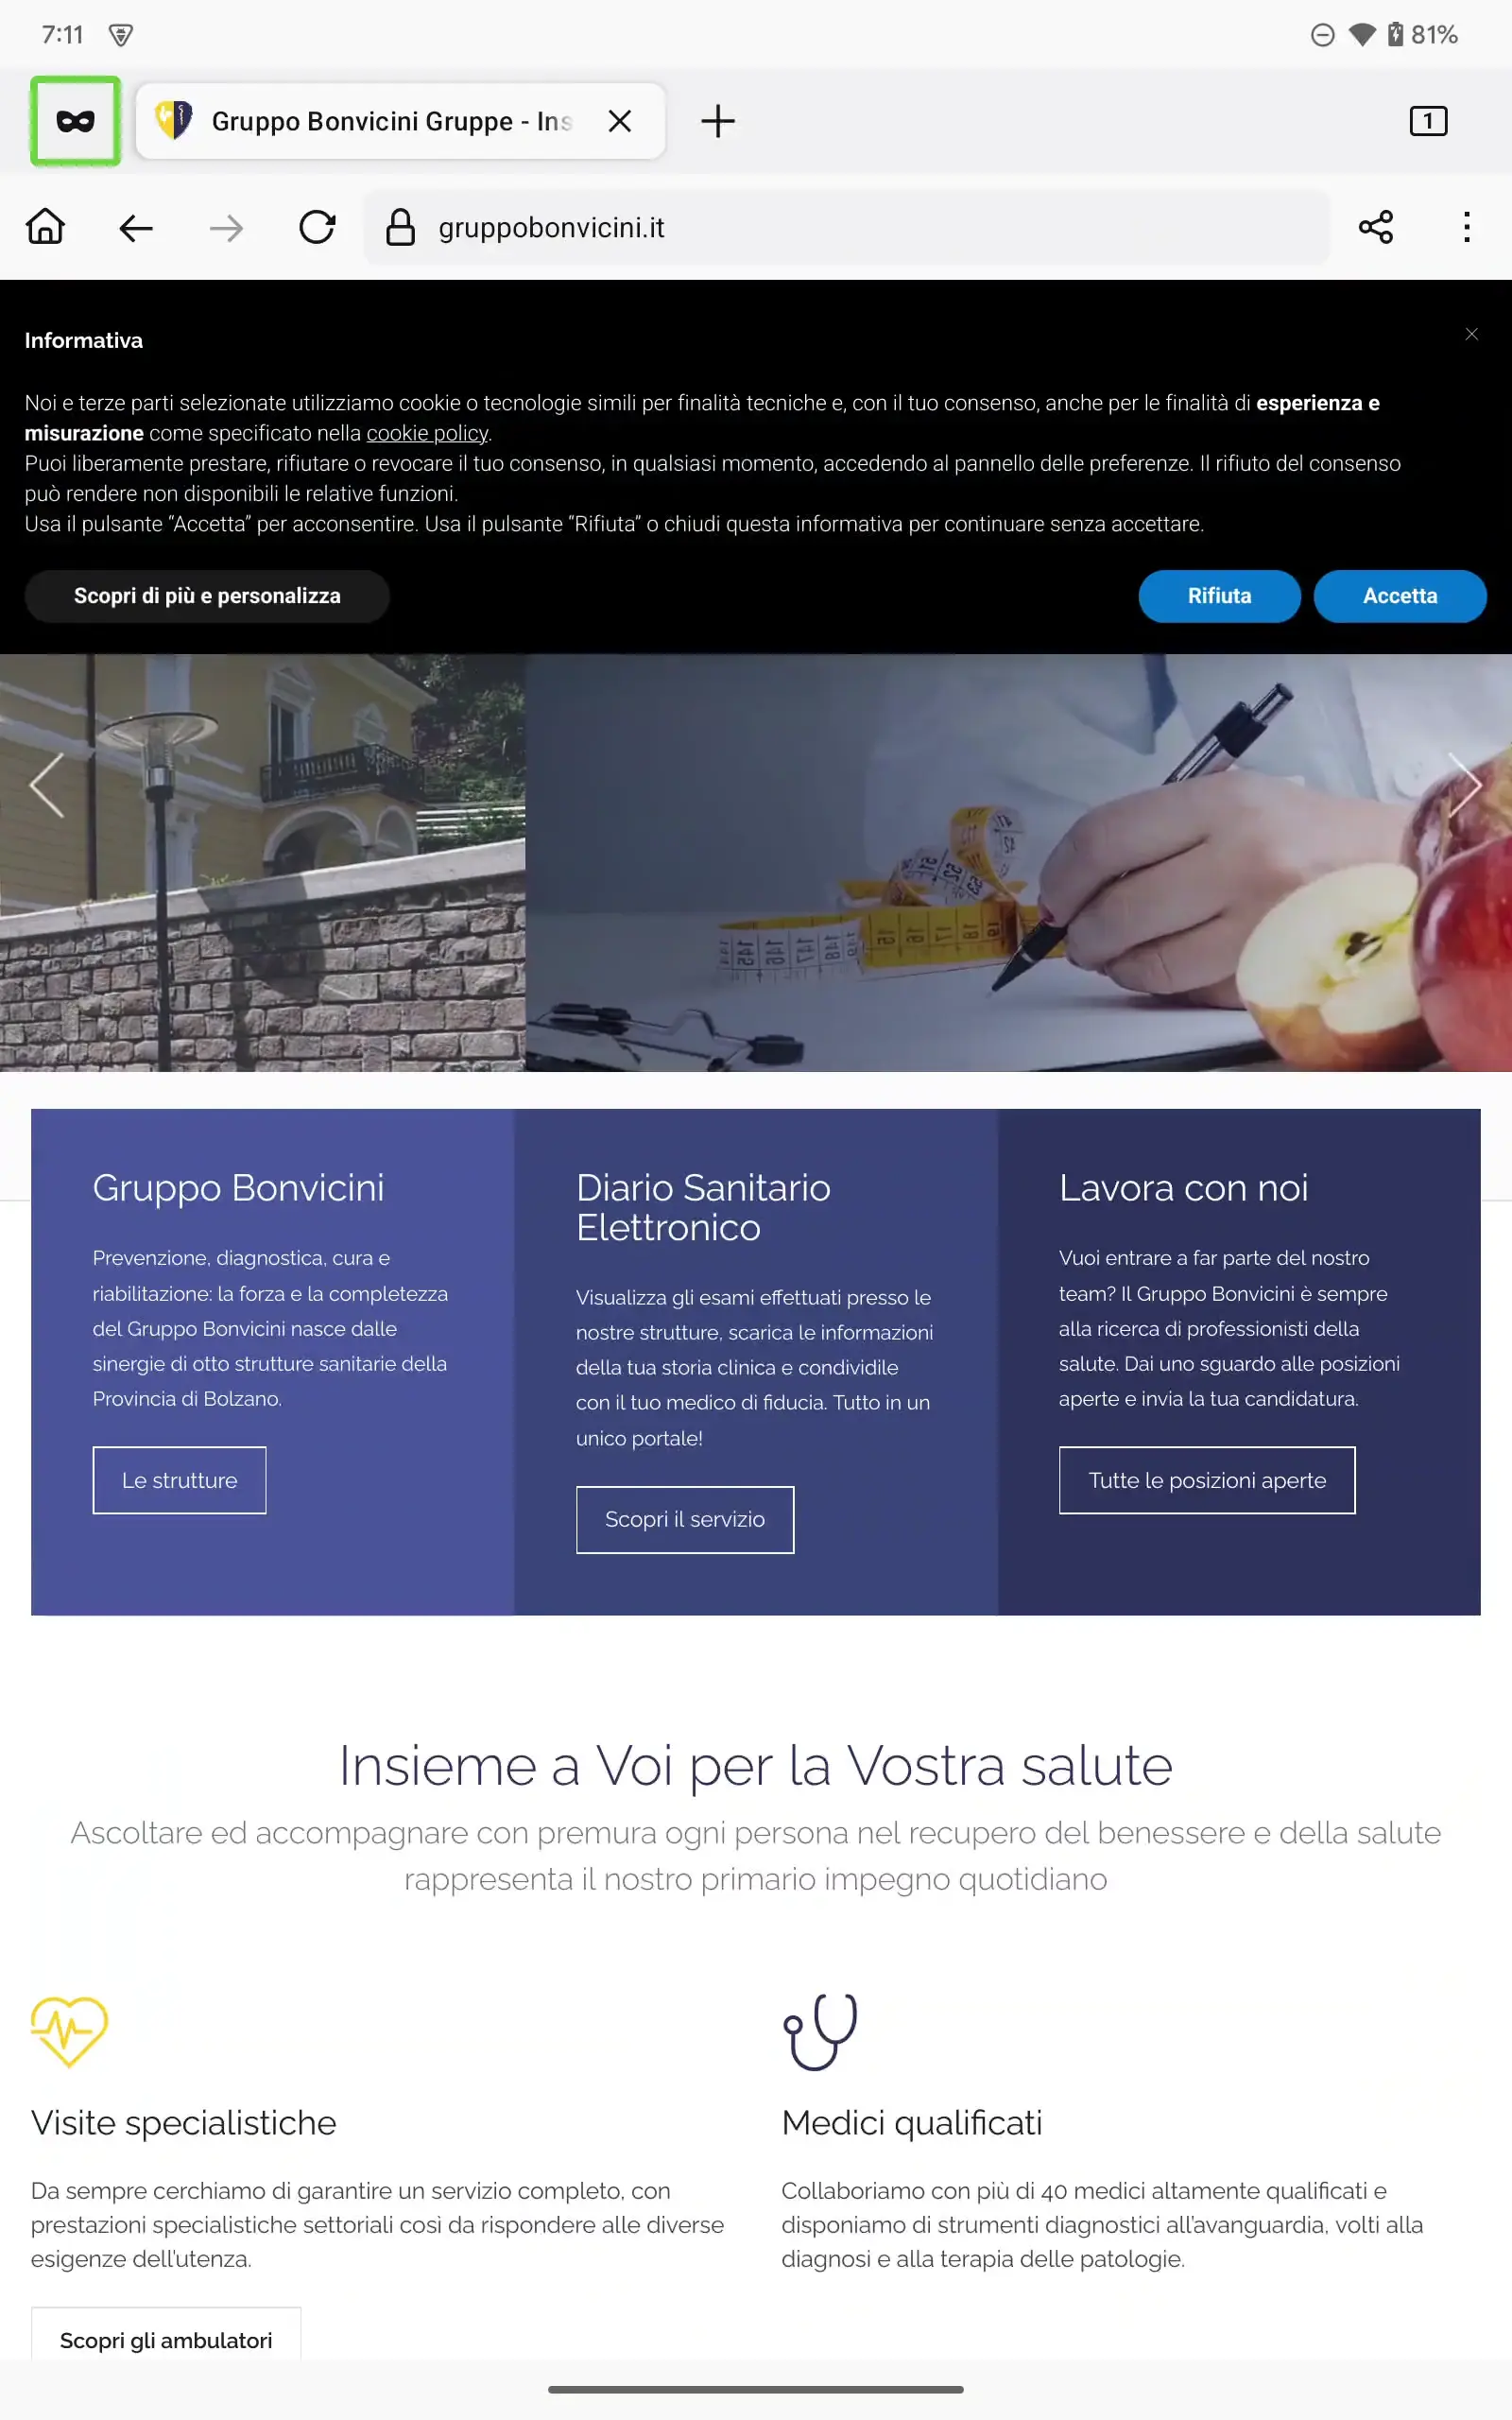 7:11
81%
Gruppo Bonvicini Gruppe - Ins
1
gruppobonvicini.it
Informativa
Noi e terze parti selezionate utilizziamo cookie o tecnologie simili per finalità tecniche e, con il tuo consenso, anche per le finalità di esperienza e
misurazione come specificato nella cookie policy.
Puoi liberamente prestare, rifiutare o revocare il tuo consenso, in qualsiasi momento, accedendo al pannello delle preferenze. Il rifiuto del consenso
può rendere non disponibili le relative funzioni.
Usa il pulsante “Accetta” per acconsentire. Usa il pulsante “Rifiuta” o chiudi questa informativa per continuare senza accettare.
Scopri di più e personalizza
Rifiuta
Accetta
Gruppo Bonvicini
Prevenzione, diagnostica, cura e
riabilitazione: la forza e la completezza
del Gruppo Bonvicini nasce dalle
sinergie di otto strutture sanitarie della
Provincia di Bolzano.
Le strutture
Diario Sanitario
Elettronico
Visualizza gli esami effettuati presso le
nostre strutture, scarica le informazioni
della tua storia clinica e condividile
con il tuo medico di fiducia. Tutto in un
unico portale!
Scopri il servizio
Lavora con noi
Vuoi entrare a far parte del nostro
team? Il Gruppo Bonvicini è sempre
alla ricerca di professionisti della
salute. Dai uno sguardo alle posizioni
aperte e invia la tua candidatura.
Tutte le posizioni aperte
Insieme a Voi per la Vostra salute
Ascoltare ed accompagnare con premura ogni persona nel recupero del benessere e della salute
rappresenta il nostro primario impegno quotidiano
Visite specialistiche
Da sempre cerchiamo di garantire un servizio completo, con
prestazioni specialistiche settoriali così da rispondere alle diverse
esigenze dell'utenza.
Scopri gli ambulatori
Medici qualificati
Collaboriamo con più di 40 medici altamente qualificati e
disponiamo di strumenti diagnostici all'avanguardia, volti alla
diagnosi e alla terapia delle patologie.